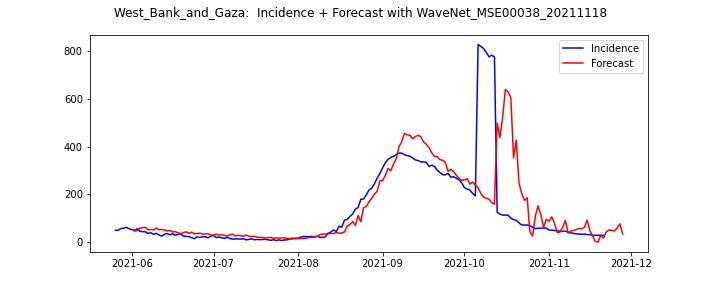 West_Bank_and_Gaza:  Incidence + Forecast with WaveNet_MSE00038_20211118
Incidence
Forecast
800
600
400
200
0
2021-06 2021-07 2021-08 2021-09 2021-10 2021-11 2021-12